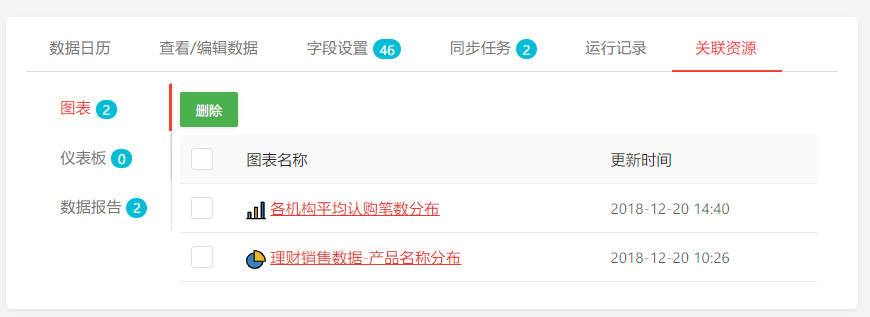 数据日历 查看/编辑数据 字段设置 46 同步任务 2 运行记录 关联资源
图表 2
仪表板 0
数据报告 2
删除
图表名称 更新时间
各机构平均认购笔数分布 2018-12-20 14:40
理财销售数据-产品名称分布 2018-12-20 10:26